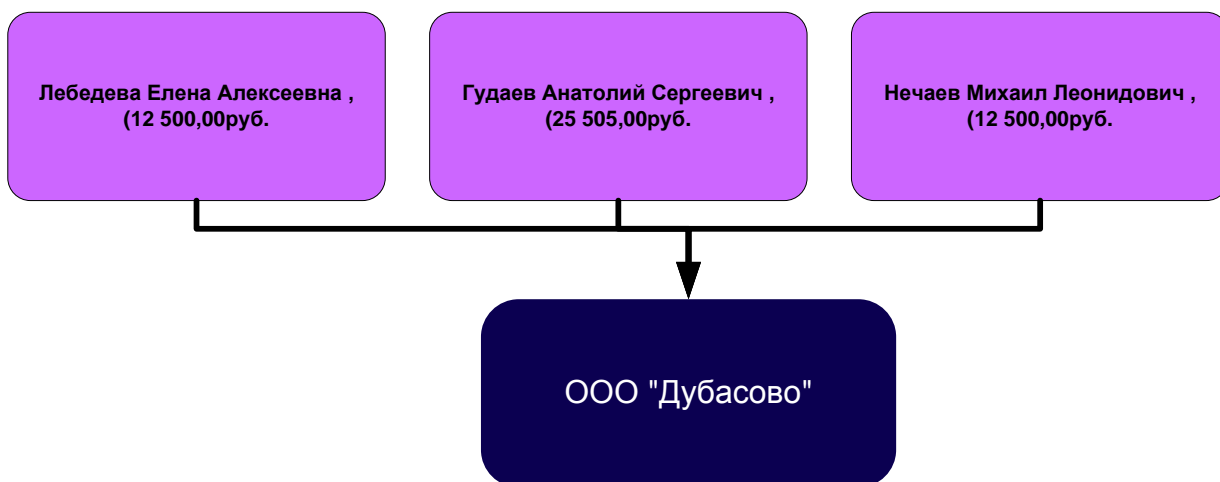 Лебедева Елена Алексеевна ,
(12 500,00руб.
Гудаев Анатолий Сергеевич ,
(25 505,00руб.
Нечаев Михаил Леонидович ,
(12 500,00руб.
ООО "Дубасово"